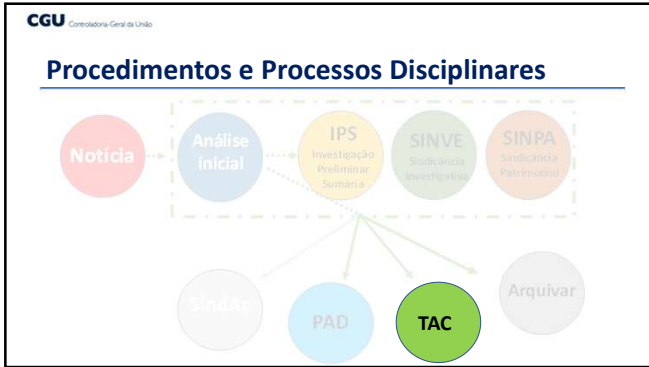 CGU Controladoria-Geral da União
Procedimentos e Processos Disciplinares
Notícia
Análise
inicial
IPS
Investigação
Preliminar
Sumária
SINVE
Sindicância
Investigativa
SINPA
Sindicância
Patrimonial
SindAc
PAD
TAC
Arquivar